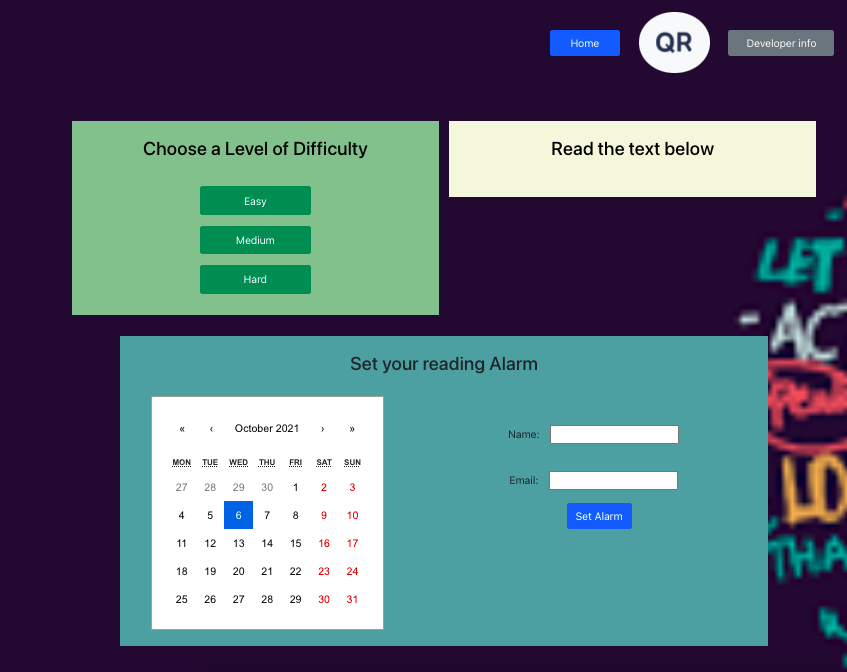 Home QR Developer info
Choose a Level of Difficulty
Easy
Medium
Hard
Read the text below
LET
- AC
LO
THA
Set your reading Alarm
« ‹ October 2021 › »
MON TUE WED THU FRI SAT SUN
27 28 29 30 1 2 3
4 5 6 7 8 9 10
11 12 13 14 15 16 17
18 19 20 21 22 23 24
25 26 27 28 29 30 31
Name:
Email:
Set Alarm